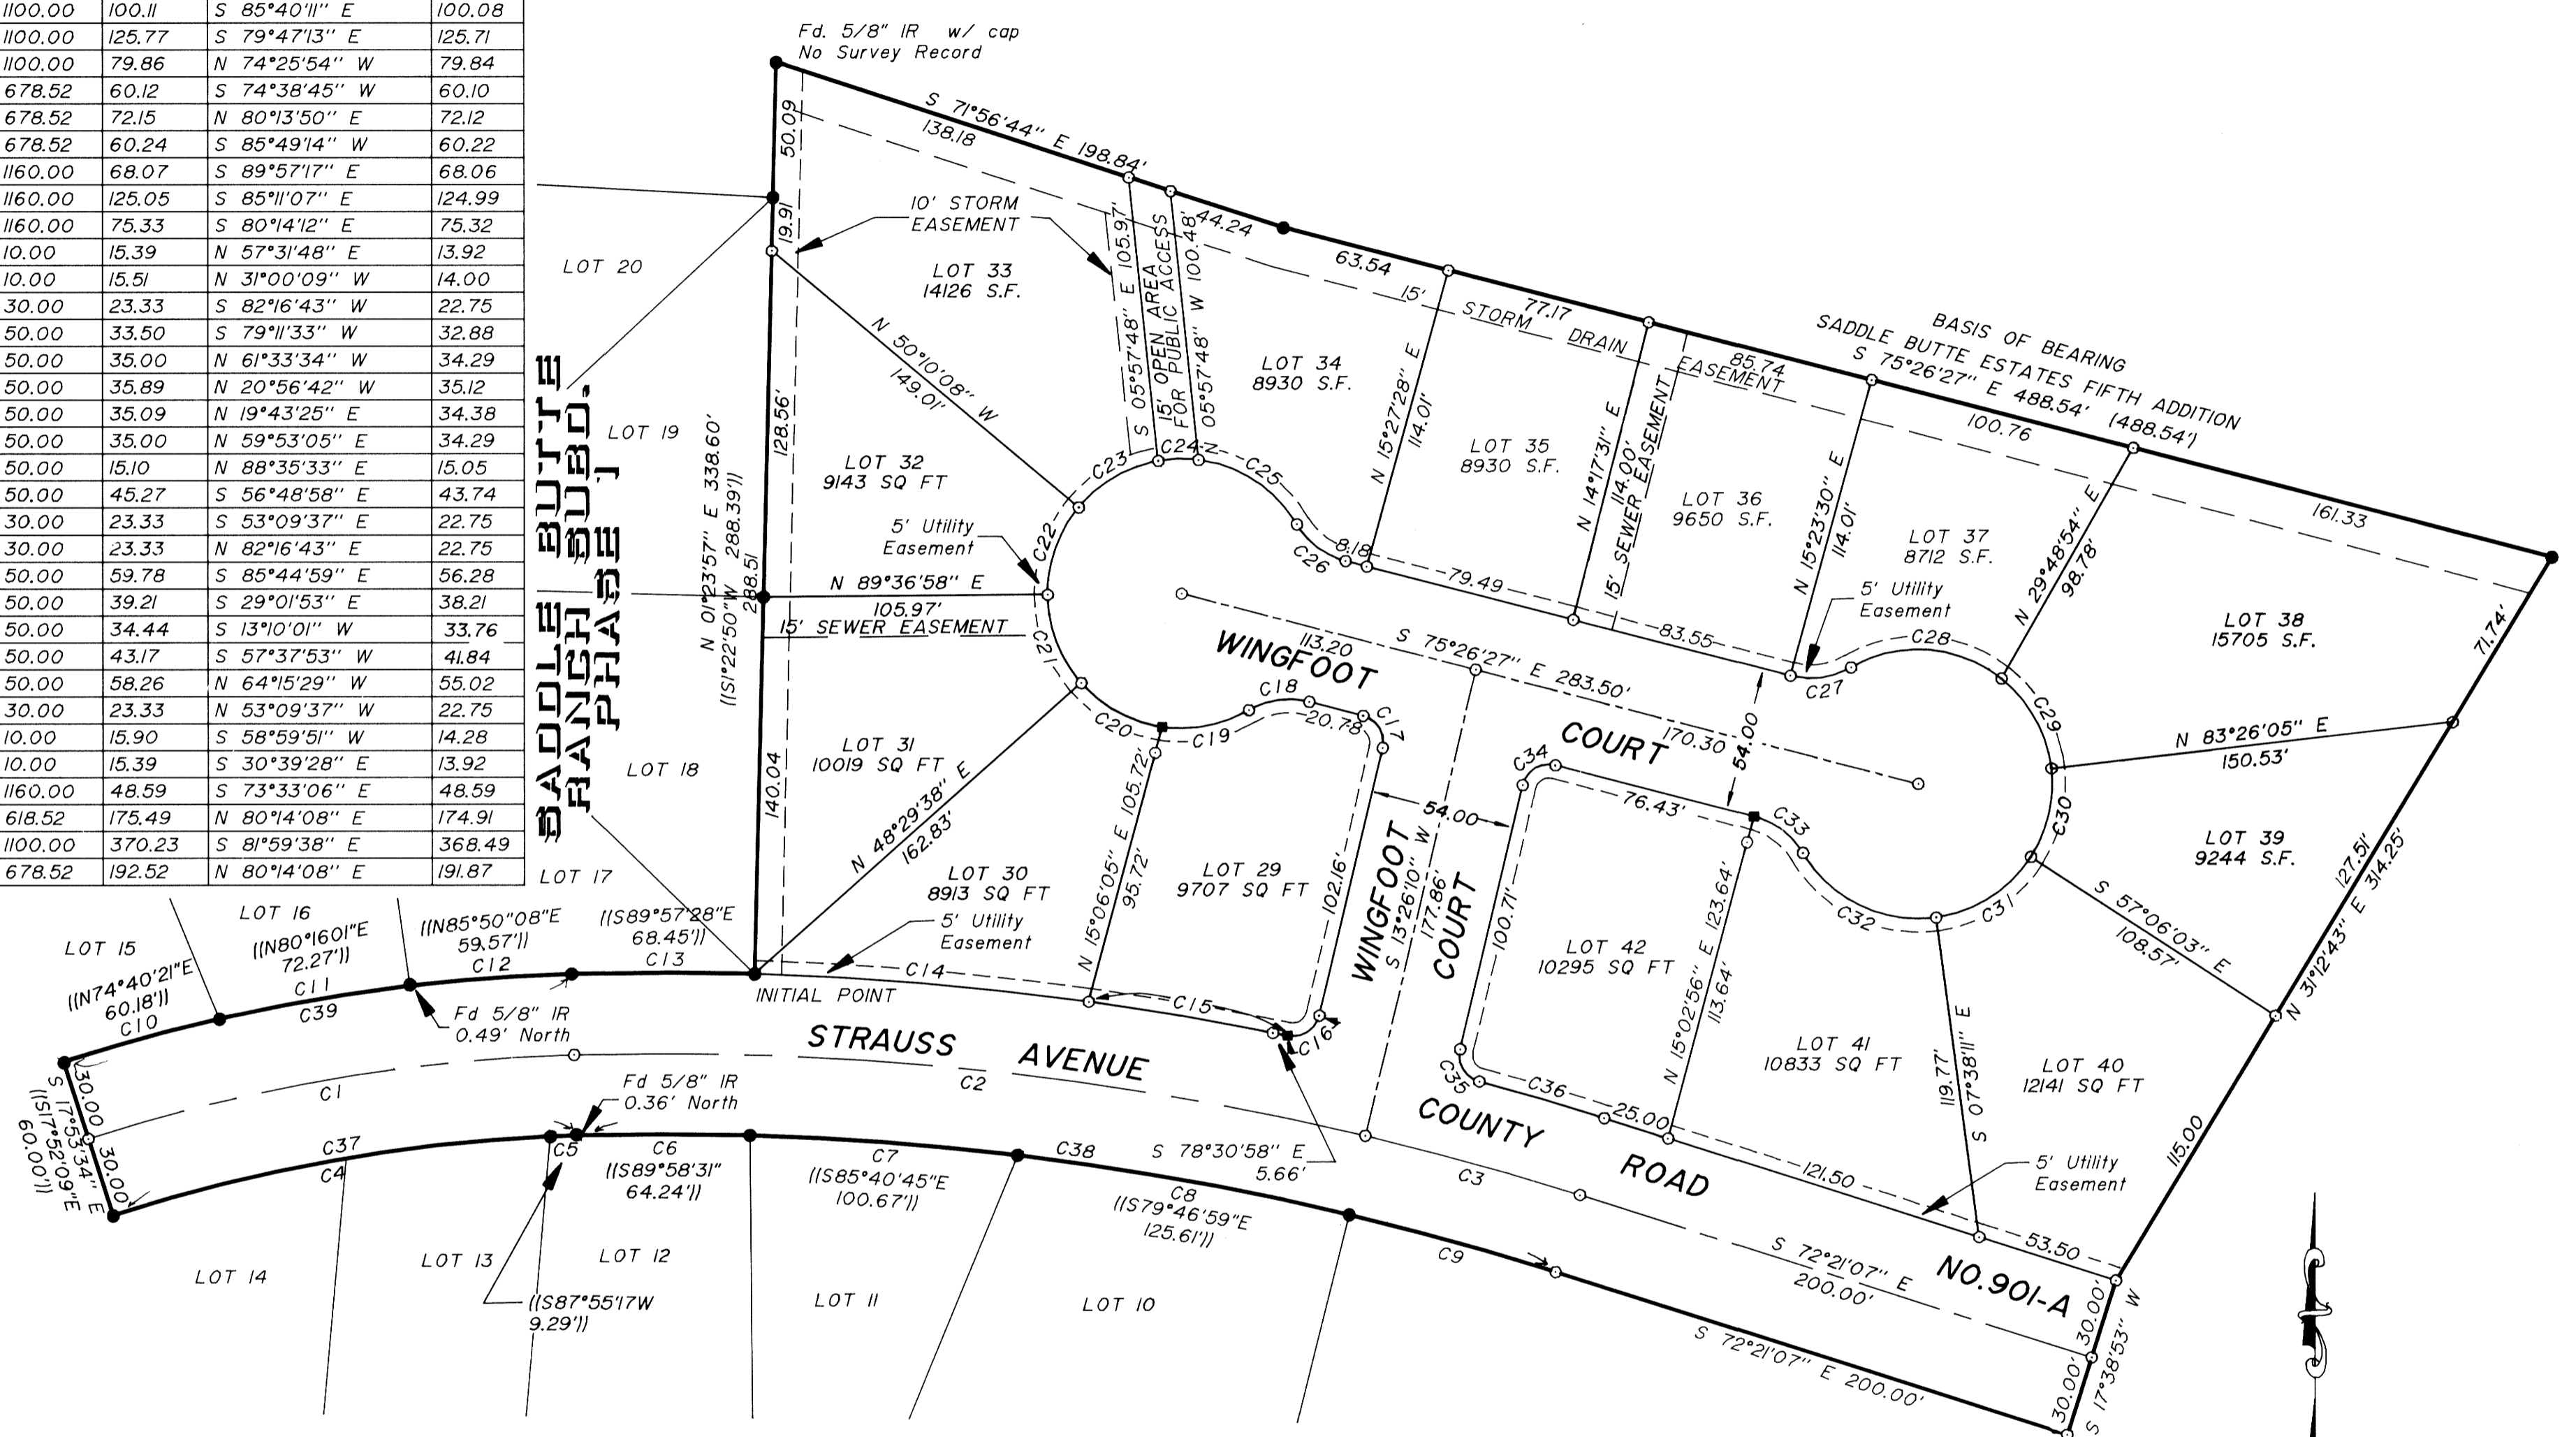 1100.00 100.11 S 85°40'11" E 100.08
1100.00 125.77 S 79°47'13" E 125.71
1100.00 79.86 N 74°25'54" W 79.84
678.52 60.12 S 74°38'45" W 60.10
678.52 72.15 N 80°13'50" E 72.12
678.52 60.24 S 85°49'14" W 60.22
1160.00 68.07 S 89°57'17" E 68.06
1160.00 125.05 S 85°11'07" E 124.99
1160.00 75.33 S 80°14'12" E 75.32
10.00 15.39 N 57°31'48" E 13.92
10.00 15.51 N 31°00'09" W 14.00
30.00 23.33 S 82°16'43" W 22.75
50.00 33.50 S 79°11'33" W 32.88
50.00 35.00 N 61°33'34" W 34.29
50.00 35.89 N 20°56'42" W 35.12
50.00 35.09 N 19°43'25" E 34.38
50.00 35.00 N 59°53'05" E 34.29
50.00 15.10 N 88°35'33" E 15.05
50.00 45.27 S 56°48'58" E 43.74
30.00 23.33 S 53°09'37" E 22.75
30.00 23.33 N 82°16'43" E 22.75
50.00 59.78 S 85°44'59" E 56.28
50.00 39.21 S 29°01'53" E 38.21
50.00 34.44 S 13°10'01" W 33.76
50.00 43.17 S 57°37'53" W 41.84
50.00 58.26 N 64°15'29" W 55.02
30.00 23.33 N 53°09'37" W 22.75
10.00 15.90 S 58°59'51" W 14.28
10.00 15.39 S 30°39'28" E 13.92
1160.00 48.59 S 73°33'06" E 48.59
618.52 175.49 N 80°14'08" E 174.91
1100.00 370.23 S 81°59'38" E 368.49
678.52 192.52 N 80°14'08" E 191.87
SADDLE BUTTE
RANCH SUBD.
PHASE 1
Fd. 5/8" IR w/ cap
No Survey Record
S 71°56'44" E 198.84'
138.18
44.24
63.54
77.17
85.74
100.76
161.33
BASIS OF BEARING
SADDLE BUTTE ESTATES FIFTH ADDITION
S 75°26'27" E 488.54' (488.54')
50.09
19.91
128.56'
140.04
N 01°23'57" E 338.60'
((S1°22'50"W 288.39'))
288.51
10' STORM
EASEMENT
LOT 33
14126 S.F.
S 05°57'48" E 105.97'
15' OPEN AREA
FOR PUBLIC ACCESS
N 05°57'48" W 100.48'
15' STORM DRAIN EASEMENT
LOT 34
8930 S.F.
N 15°27'28" E
114.01'
LOT 35
8930 S.F.
N 14°17'31" E
114.00'
15' SEWER EASEMENT
LOT 36
9650 S.F.
N 15°23'30" E
114.01'
LOT 37
8712 S.F.
N 29°48'54" E
98.78'
LOT 38
15705 S.F.
71.74'
LOT 20
LOT 19
LOT 18
LOT 17
LOT 16
LOT 15
N 50°10'08" W
149.01'
LOT 32
9143 SQ FT
5' Utility
Easement
C22
C23
C24
C25
C26
8.18
79.49
83.55
5' Utility
Easement
C27
C28
C29
C30
N 89°36'58" E
105.97'
15' SEWER EASEMENT
C21
C20
C19
C18
20.78
C17
WINGFOOT
COURT
113.20
S 75°26'27" E 283.50'
170.30
54.00
N 83°26'05" E
150.53'
LOT 39
9244 S.F.
127.51'
N 31°12'43" E 314.25'
LOT 31
10019 SQ FT
N 48°29'38" E
162.83'
LOT 30
8913 SQ FT
N 15°06'05" E 105.72'
95.72'
LOT 29
9707 SQ FT
102.16'
54.00
WINGFOOT
COURT
S 13°26'10" W
177.86'
C34
76.43'
C33
100.71'
LOT 42
10295 SQ FT
N 15°02'56" E 123.64'
113.64'
C32
C31
S 57°06'03" E
108.57'
LOT 41
10833 SQ FT
119.77'
S 07°38'11" E
LOT 40
12141 SQ FT
115.00
5' Utility
Easement
((N74°40'21"E
60.18'))
C10
((N80°1601"E
72.27'))
C11
C39
((N85°50"08"E
59.57'))
C12
((S89°57'28"E
68.45'))
C13
INITIAL POINT
C14
C15
C16
Fd 5/8" IR
0.49' North
STRAUSS AVENUE
C1
C2
Fd 5/8" IR
0.36' North
30.00
30.00
S 17°53'34" E
((S17°52'09"E
60.00'))
C37
C4
C5
C6
((S89°58'31"
64.24'))
C7
((S85°40'45"E
100.67'))
C38
C8
((S79°46'59"E
125.61'))
S 78°30'58" E
5.66'
C35
C36
25.00
121.50
53.50
5' Utility
Easement
COUNTY ROAD NO.901-A
C3
C9
S 72°21'07" E
200.00'
S 72°21'07" E 200.00'
30.00'
30.00'
S 17°38'53" W
LOT 14
LOT 13
LOT 12
LOT 11
LOT 10
((S87°55'17W
9.29'))